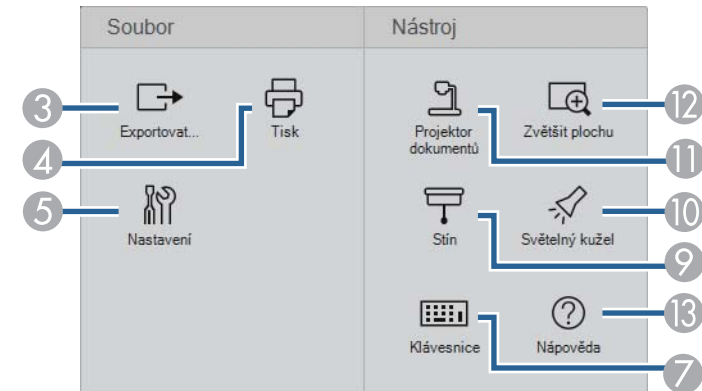 Soubor
Nástroj
3
Exportovat...
4
Tisk
Projektor
dokumentů
11
Zvětšit plochu
12
5
Nastavení
Stín
9
Světelný kužel
10
Klávesnice
7
Nápověda
13